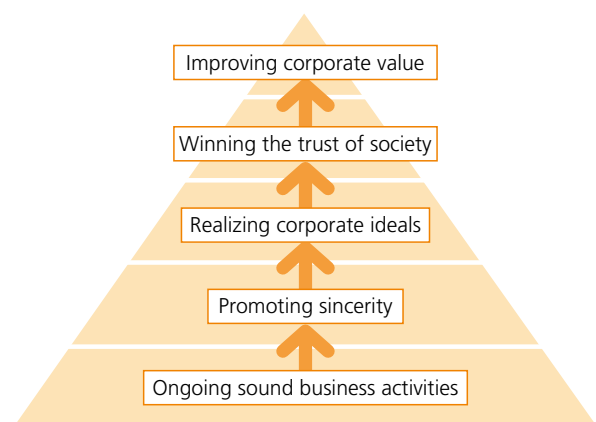 Improving corporate value
Winning the trust of society
Realizing corporate ideals
Promoting sincerity
Ongoing sound business activities